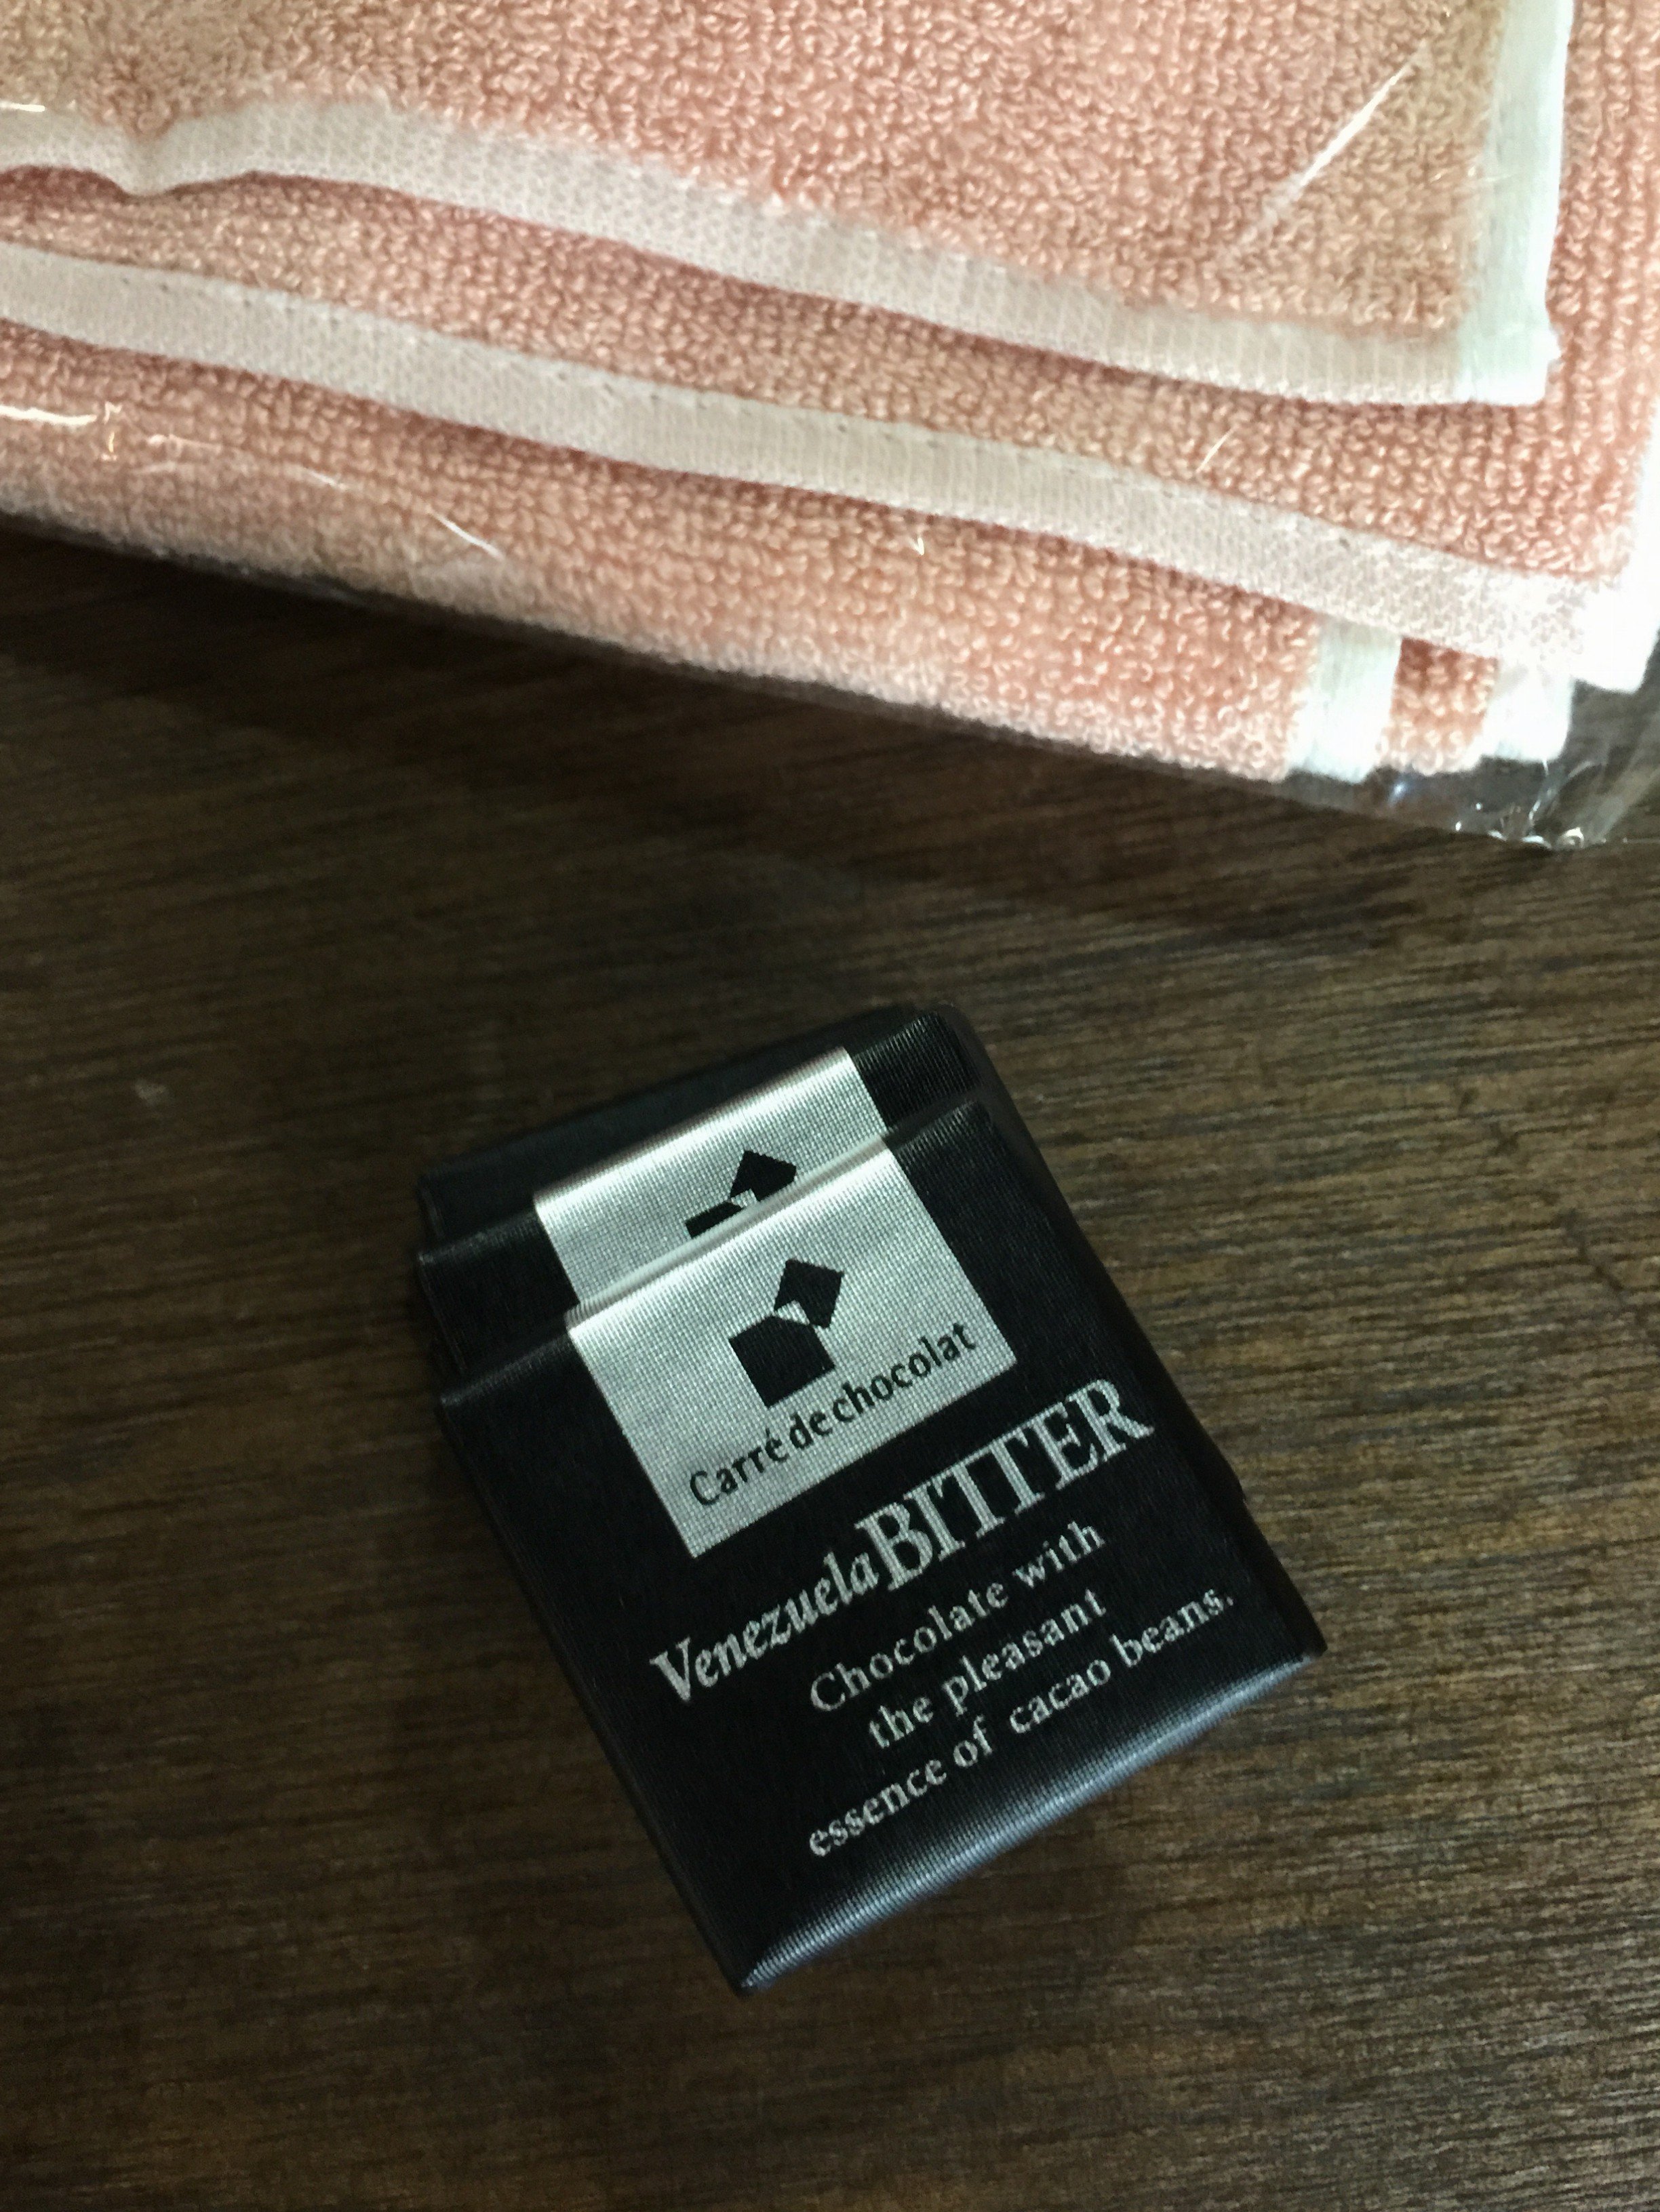 Carré de chocolat
Venezuela BITTER
Chocolate with
the pleasant
essence of cacao beans.